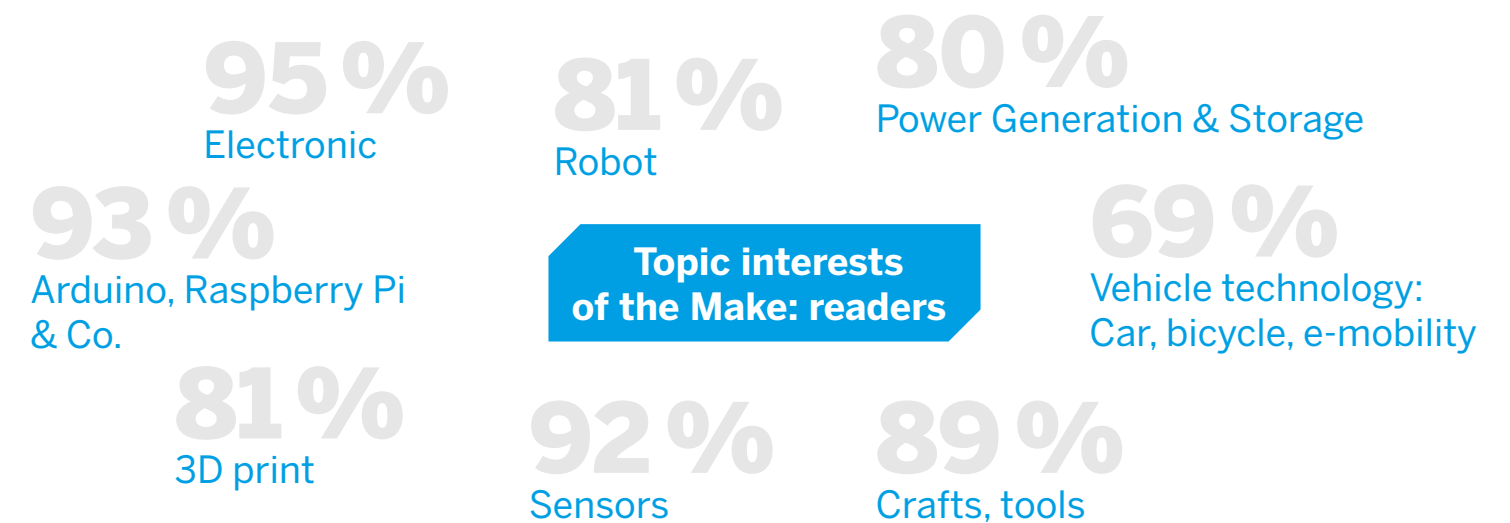 95 %
Electronic
81 %
Robot
80 %
Power Generation & Storage
93 %
Arduino, Raspberry Pi
& Co.
Topic interests
of the Make: readers
69 %
Vehicle technology:
Car, bicycle, e-mobility
81 %
3D print
92 %
Sensors
89 %
Crafts, tools